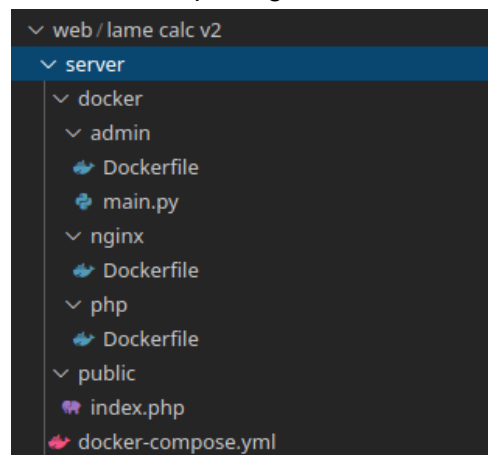 web / lame calc v2
server
docker
admin
Dockerfile
main.py
nginx
Dockerfile
php
Dockerfile
public
index.php
docker-compose.yml